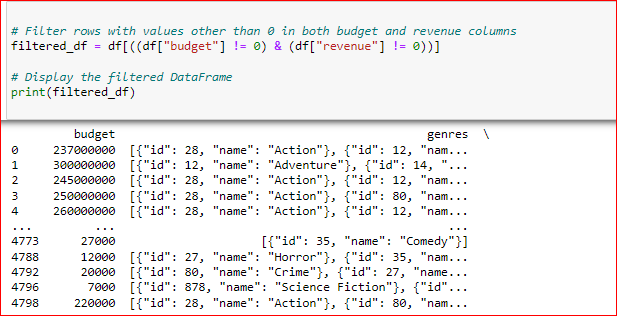 # Filter rows with values other than 0 in both budget and revenue columns
filtered_df = df[((df["budget"] != 0) & (df["revenue"] != 0))]
# Display the filtered DataFrame
print(filtered_df)
budget genres \
0 237000000 [{"id": 28, "name": "Action"}, {"id": 12, "nam...
1 300000000 [{"id": 12, "name": "Adventure"}, {"id": 14, "...
2 245000000 [{"id": 28, "name": "Action"}, {"id": 12, "nam...
3 250000000 [{"id": 28, "name": "Action"}, {"id": 80, "nam...
4 260000000 [{"id": 28, "name": "Action"}, {"id": 12, "nam...
... ... ...
4773 27000 [{"id": 35, "name": "Comedy"}]
4788 12000 [{"id": 27, "name": "Horror"}, {"id": 35, "nam...
4792 20000 [{"id": 80, "name": "Crime"}, {"id": 27, "name...
4796 7000 [{"id": 878, "name": "Science Fiction"}, {"id"...
4798 220000 [{"id": 28, "name": "Action"}, {"id": 80, "nam...